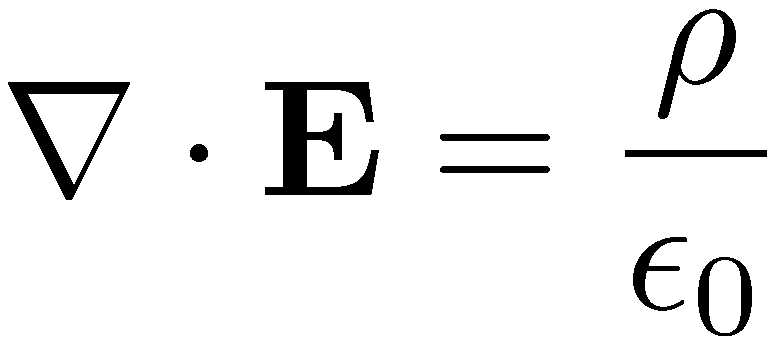 ∇ · E = ρ / ϵ₀